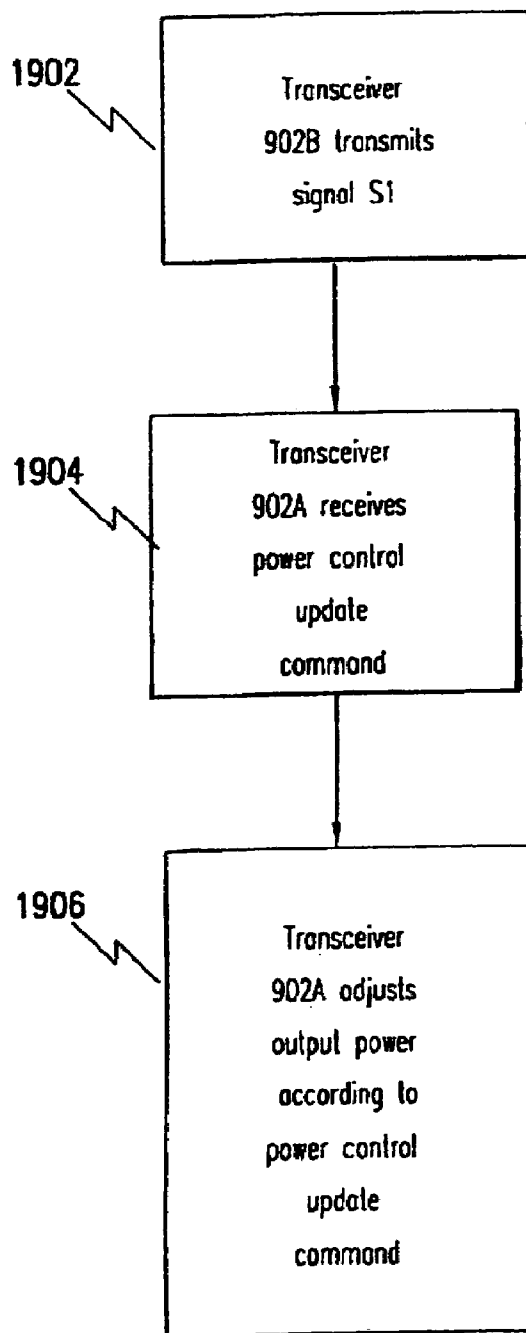 1902
Transceiver
902B transmits
signal S1
1904
Transceiver
902A receives
power control
update
command
1906
Transceiver
902A adjusts
output power
according to
power control
update
command